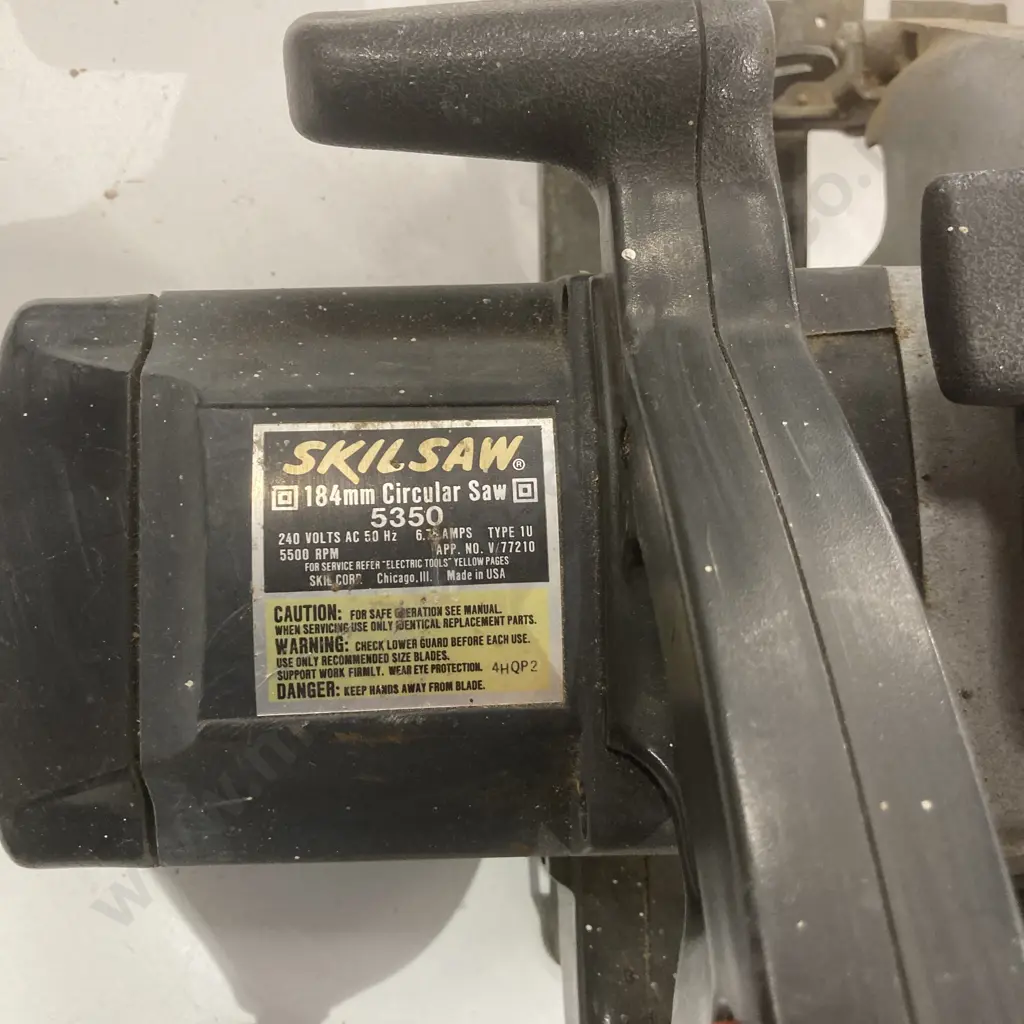 SKILSAW®
184mm Circular Saw
5350
240 VOLTS AC 50 Hz 6.75 AMPS TYPE 1U
5500 RPM APP. NO. V/77210
FOR SERVICE REFER "ELECTRIC TOOLS" YELLOW PAGES
SKIL CORP. Chicago, Ill. Made in USA
CAUTION: FOR SAFE OPERATION SEE MANUAL.
WHEN SERVICING USE ONLY IDENTICAL REPLACEMENT PARTS.
WARNING: CHECK LOWER GUARD BEFORE EACH USE.
USE ONLY RECOMMENDED SIZE BLADES.
SUPPORT WORK FIRMLY. WEAR EYE PROTECTION. 4HQP2
DANGER: KEEP HANDS AWAY FROM BLADE.